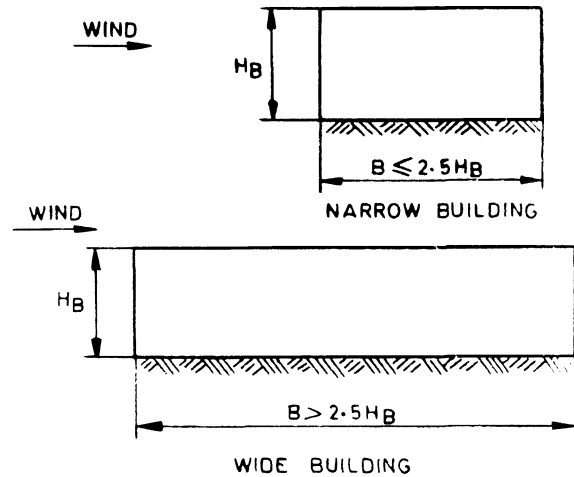 WIND
HB
B ⩽ 2·5HB
NARROW BUILDING
WIND
HB
B > 2·5HB
WIDE BUILDING